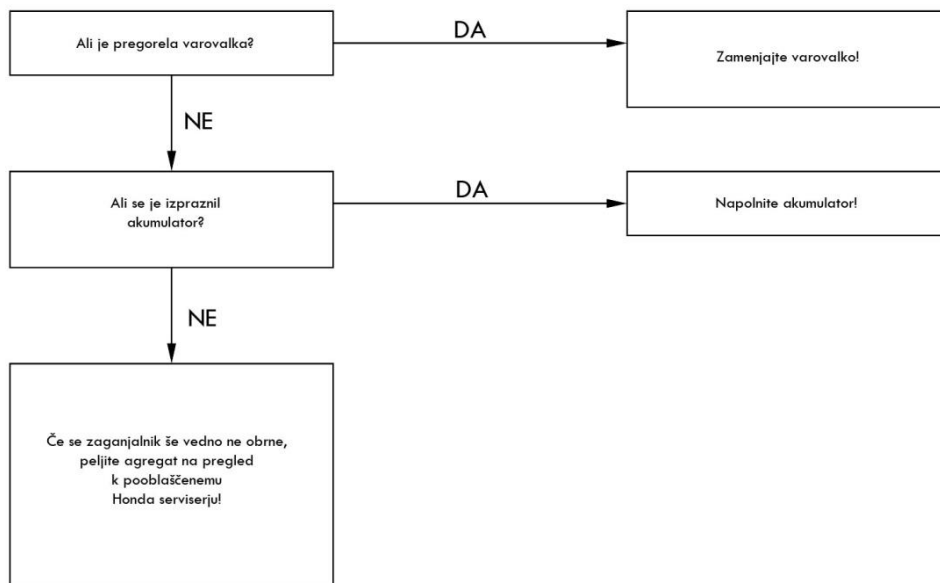 Ali je pregorela varovalka?
DA
Zamenjajte varovalko!
NE
Ali se je izpraznil
akumulator?
DA
Napolnite akumulator!
NE
Če se zaganjalnik še vedno ne obrne,
peljite agregat na pregled
k pooblaščenemu
Honda serviserju!